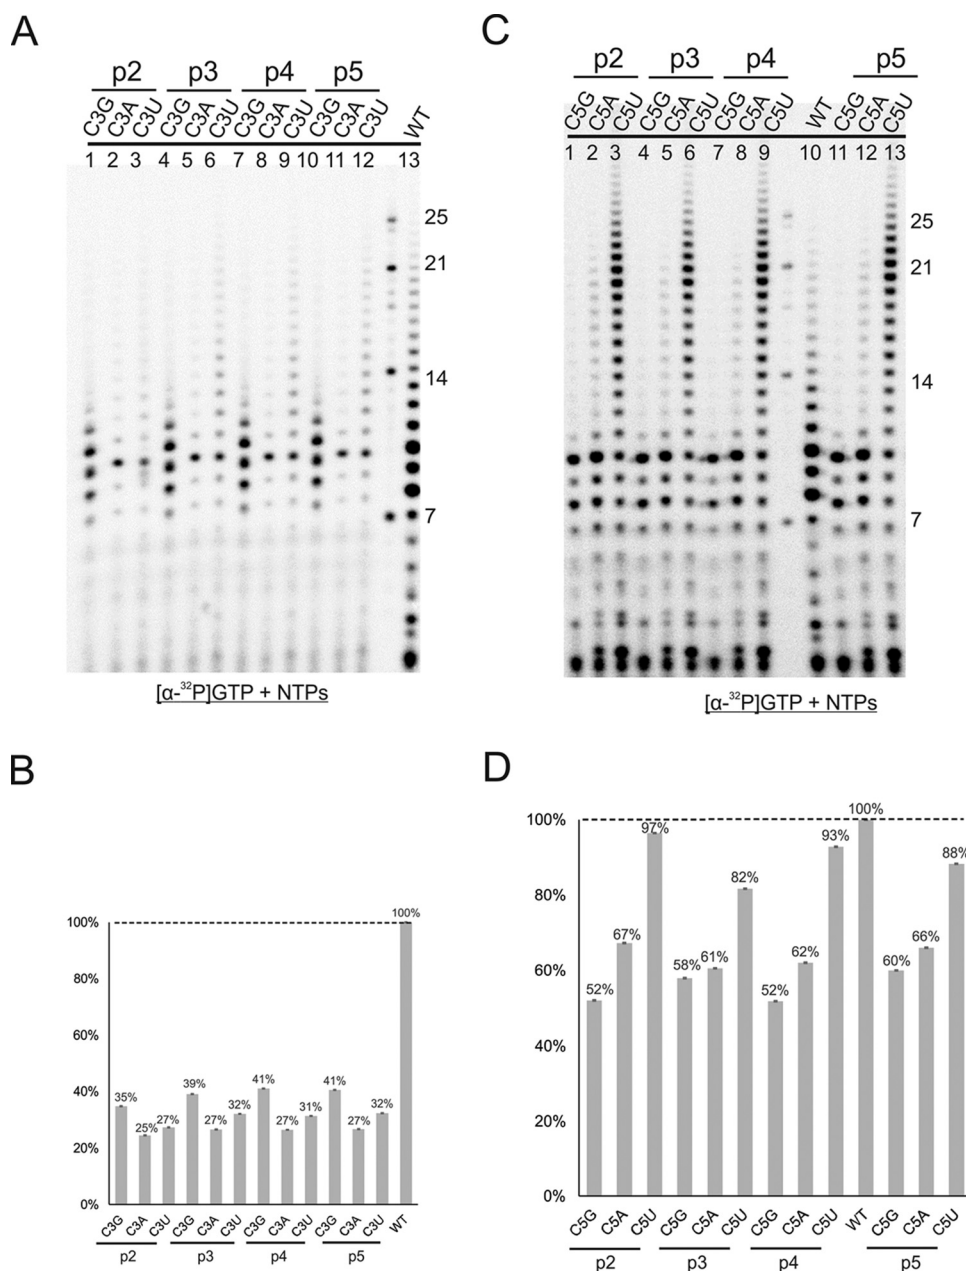 A
p2 p3 p4 p5
C3G C3A C3U C3G C3A C3U C3G C3A C3U C3G C3A C3U WT
1 2 3 4 5 6 7 8 9 10 11 12 13
25
21
14
7
[α-³²P]GTP + NTPs
C
p2 p3 p4 p5
C5G C5A C5U C5G C5A C5U C5G C5A C5U WT C5G C5A C5U
1 2 3 4 5 6 7 8 9 10 11 12 13
25
21
14
7
[α-³²P]GTP + NTPs
B
100%
80%
60%
40%
20%
0%
35% 25% 27% 39% 27% 32% 41% 27% 31% 41% 27% 32% 100%
C3G C3A C3U C3G C3A C3U C3G C3A C3U C3G C3A C3U WT
p2 p3 p4 p5
D
100%
80%
60%
40%
20%
0%
52% 67% 97% 58% 61% 82% 52% 62% 93% 100% 60% 66% 88%
C5G C5A C5U C5G C5A C5U C5G C5A C5U WT C5G C5A C5U
p2 p3 p4 p5